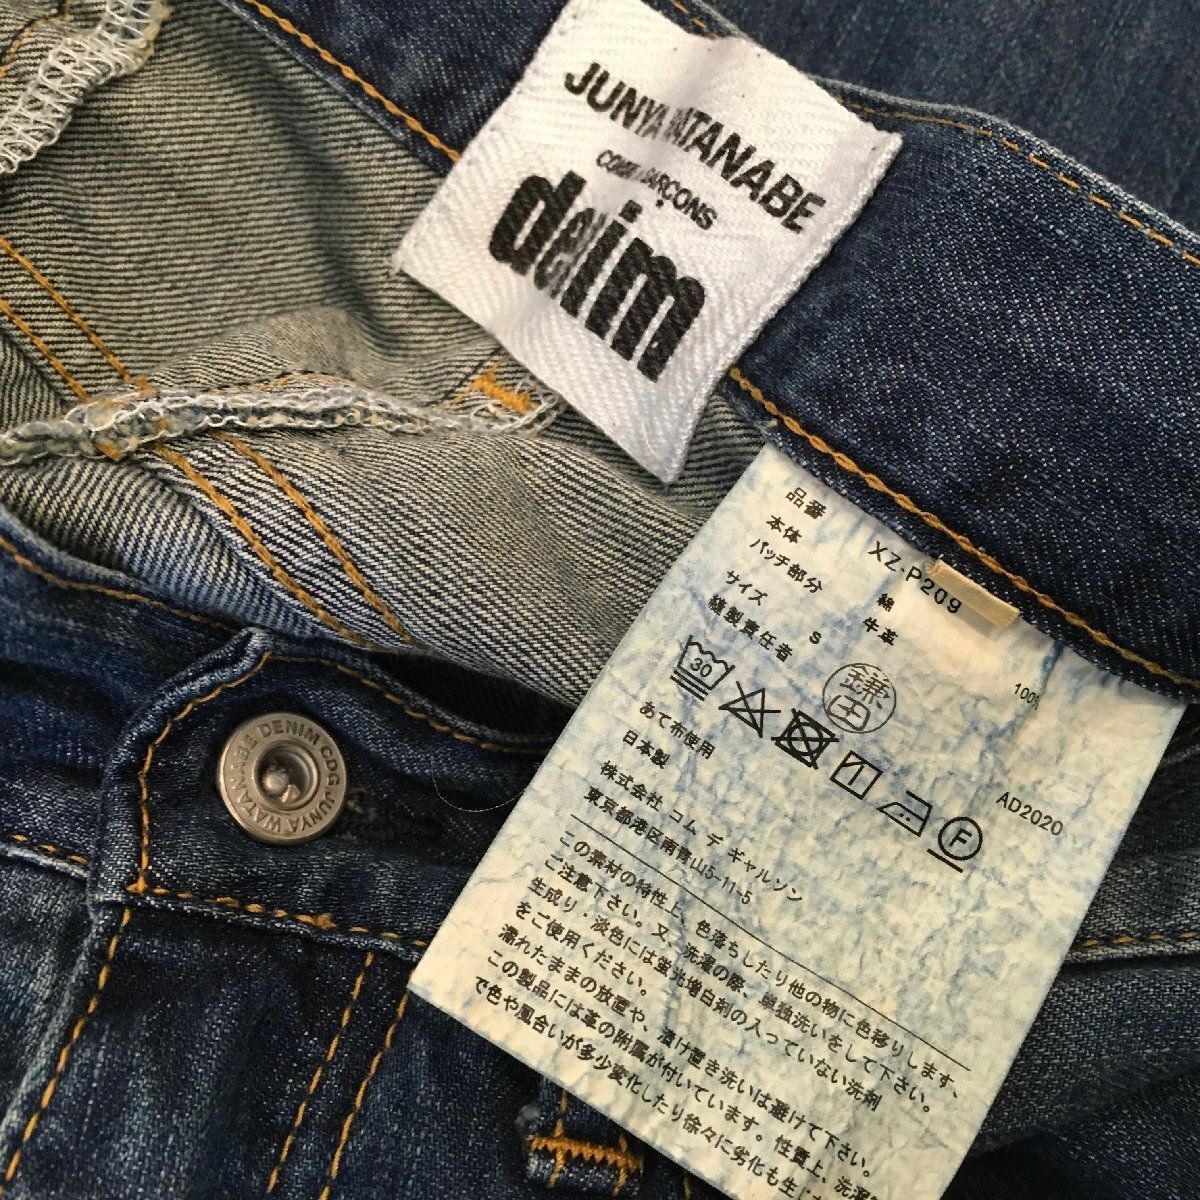 JUNYA WATANABE
COMME des GARÇONS
denim
JUNYA WATANABE DENIM CDG.
品番 XZ-P209
本体 綿 100%
パッチ部分 牛革
サイズ S
縫製責任者 鎌田
30
1
F
あて布使用
日本製 AD2020
株式会社 コム デ ギャルソン
東京都港区南青山5-11-5
この素材の特性上、色落ちしたり他の物に色移りします、
ご注意下さい。又、洗濯の際、単独洗いをして下さい。
生成り・淡色には蛍光増白剤の入っていない洗剤
をご使用ください。
濡れたままの放置や、漬け置き洗いは避けて下さい。
この製品には革の附属が付いています。性質上、洗濯
で色や風合いが多少変化したり徐々に劣化も生じ